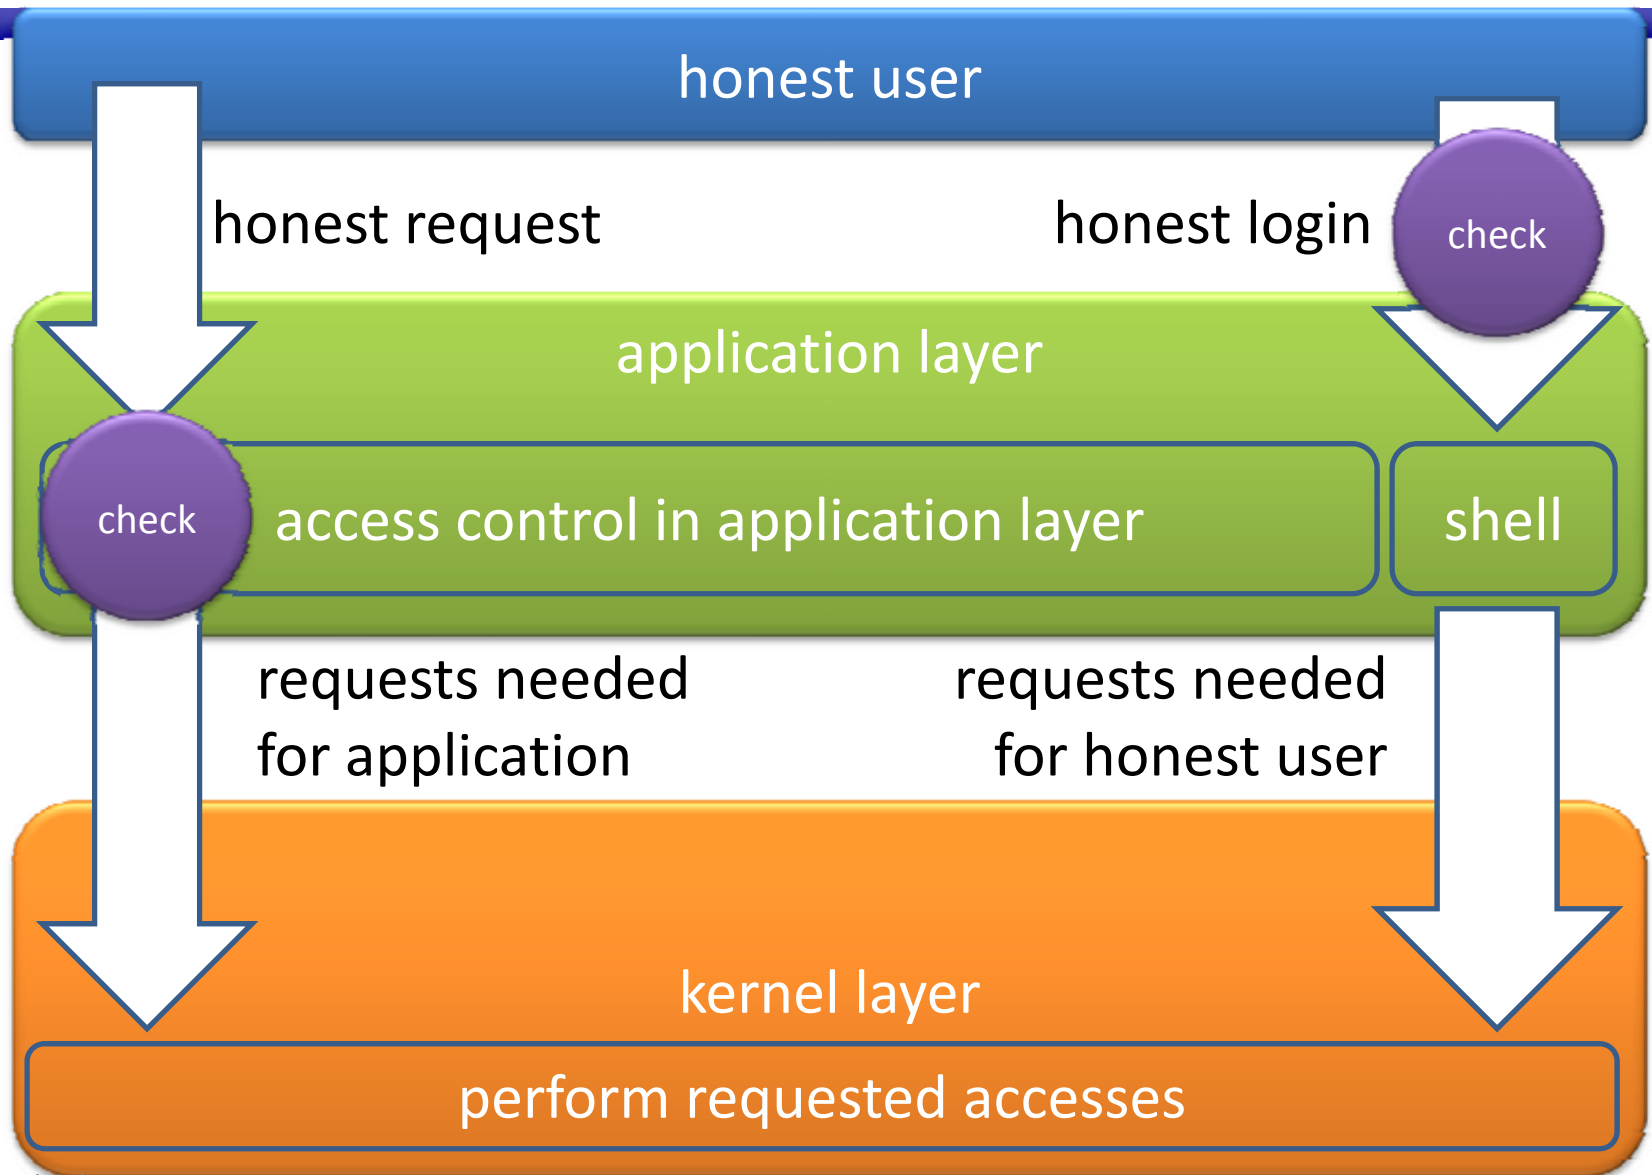 honest user
honest request
honest login
check
application layer
check
access control in application layer
shell
requests needed
for application
requests needed
for honest user
kernel layer
perform requested accesses